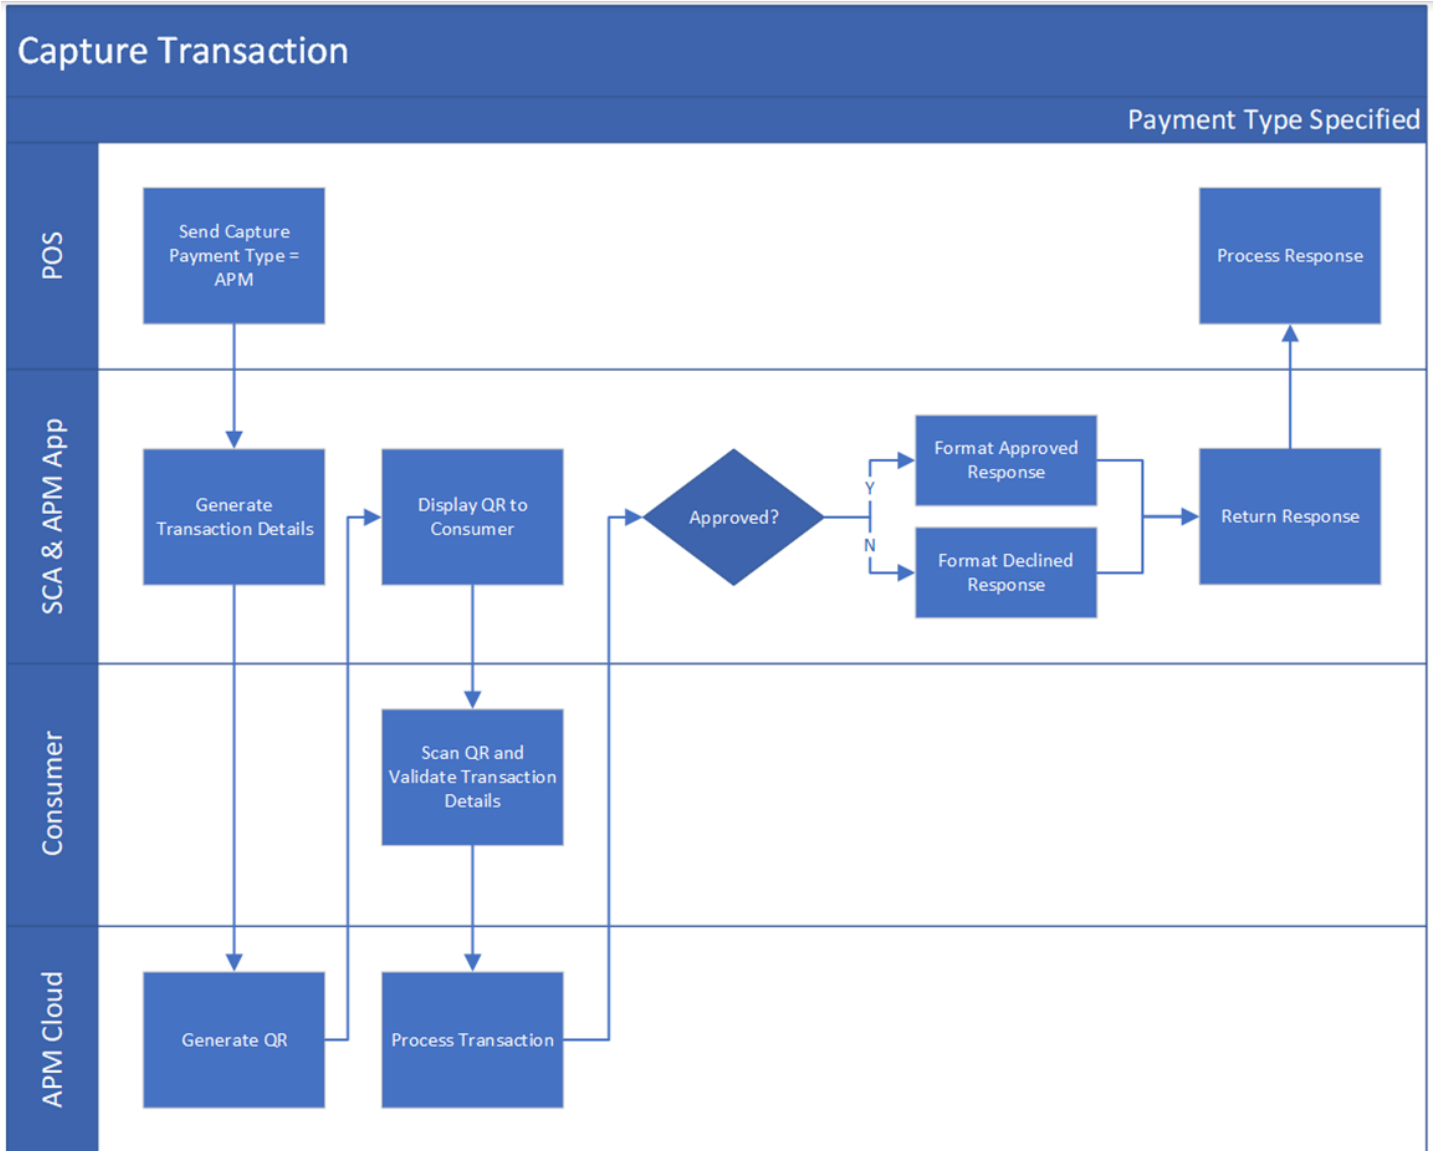 Capture Transaction
Payment Type Specified
POS
Send Capture
Payment Type =
APM
Process Response
SCA & APM App
Generate
Transaction Details
Display QR to
Consumer
Approved?
Y
N
Format Approved
Response
Format Declined
Response
Return Response
Consumer
Scan QR and
Validate Transaction
Details
APM Cloud
Generate QR
Process Transaction